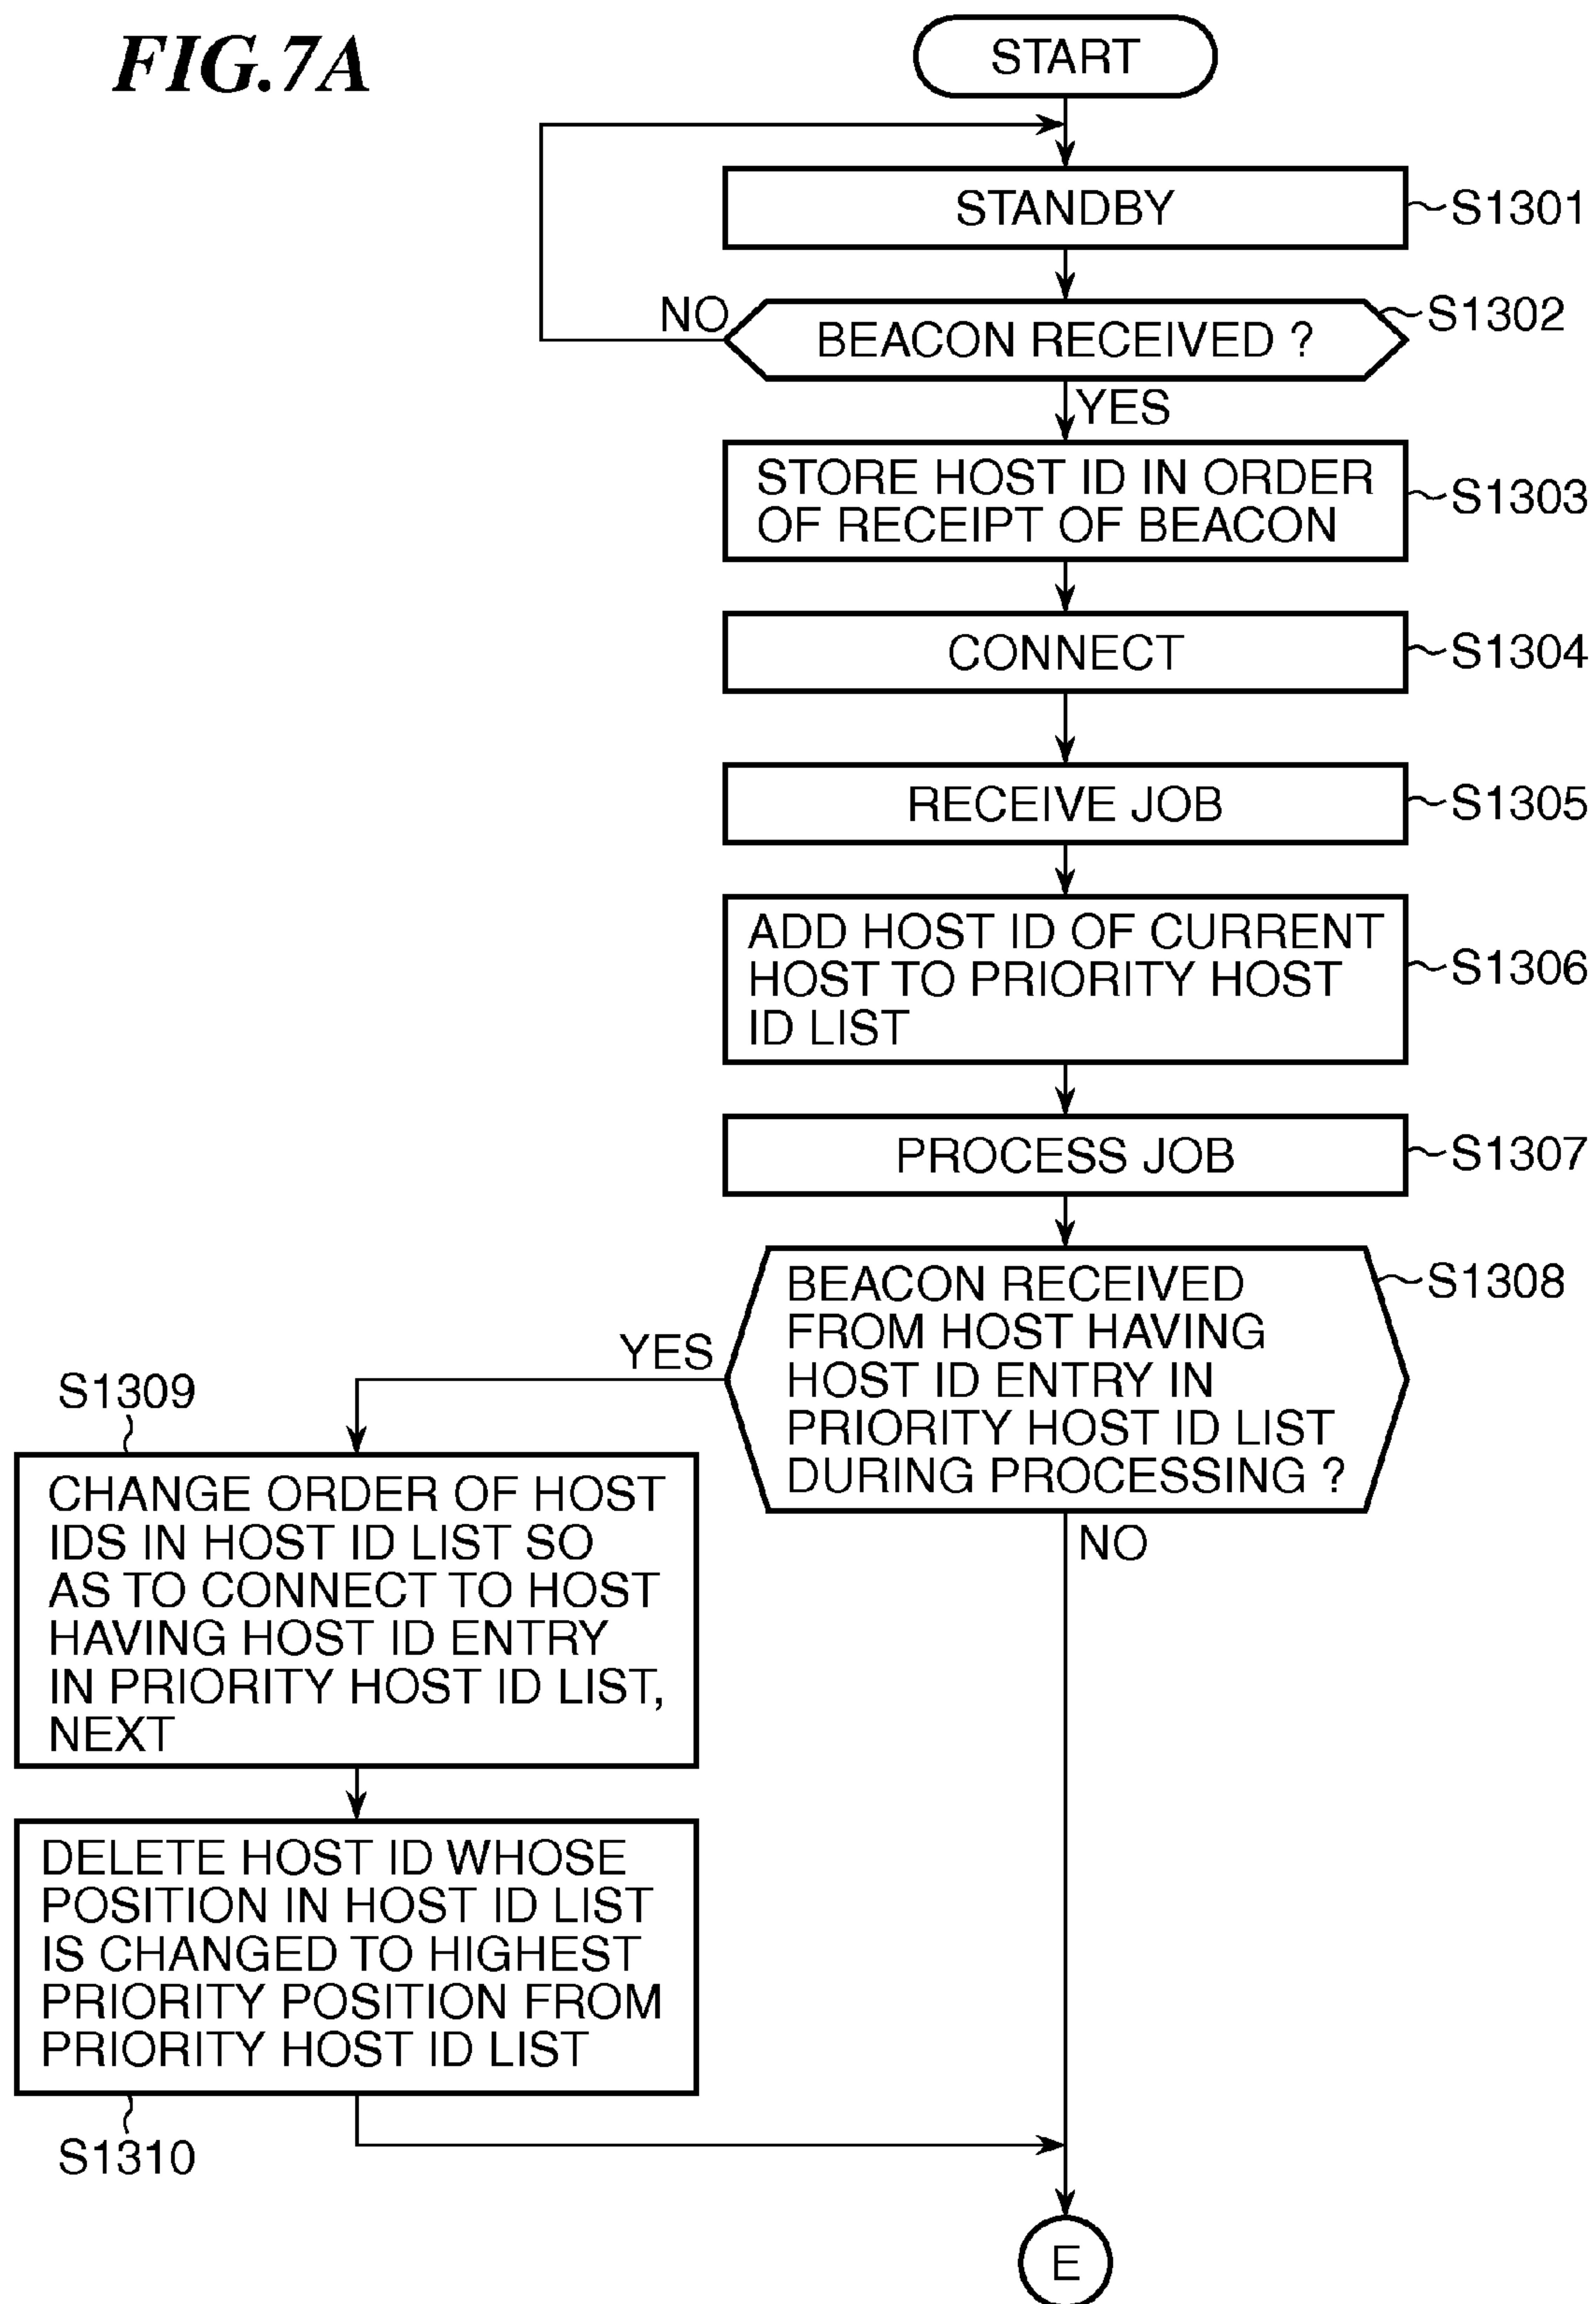 FIG.7A
START
STANDBY
S1301
NO
BEACON RECEIVED ?
S1302
YES
STORE HOST ID IN ORDER
OF RECEIPT OF BEACON
S1303
CONNECT
S1304
RECEIVE JOB
S1305
ADD HOST ID OF CURRENT
HOST TO PRIORITY HOST
ID LIST
S1306
PROCESS JOB
S1307
BEACON RECEIVED
FROM HOST HAVING
HOST ID ENTRY IN
PRIORITY HOST ID LIST
DURING PROCESSING ?
S1308
YES
NO
S1309
CHANGE ORDER OF HOST
IDS IN HOST ID LIST SO
AS TO CONNECT TO HOST
HAVING HOST ID ENTRY
IN PRIORITY HOST ID LIST,
NEXT
DELETE HOST ID WHOSE
POSITION IN HOST ID LIST
IS CHANGED TO HIGHEST
PRIORITY POSITION FROM
PRIORITY HOST ID LIST
S1310
E